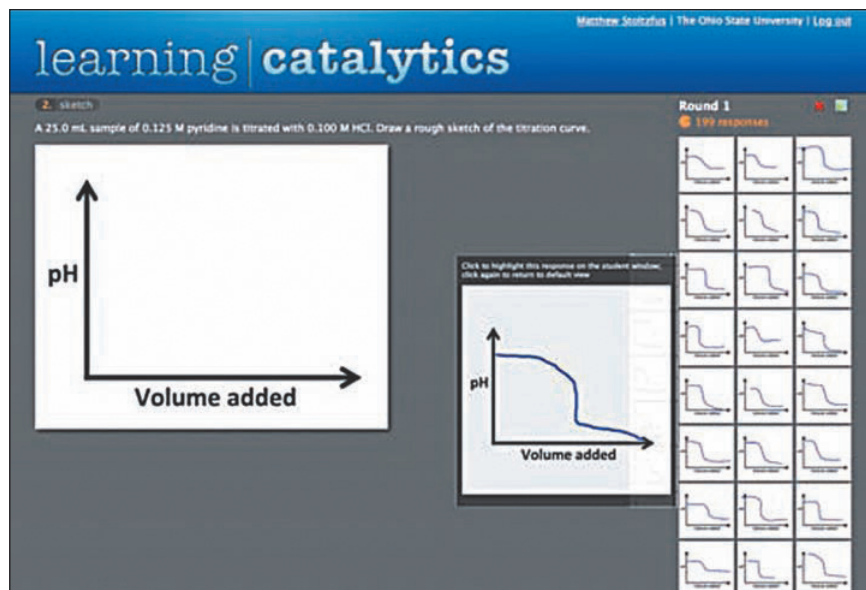 Matthew Stoltzfus | The Ohio State University | Log out
learning | catalytics
2. sketch
A 25.0 mL sample of 0.125 M pyridine is titrated with 0.100 M HCl. Draw a rough sketch of the titration curve.
pH
Volume added
Click to highlight this response on the student window,
click again to return to default view
pH
Volume added
Round 1
199 responses